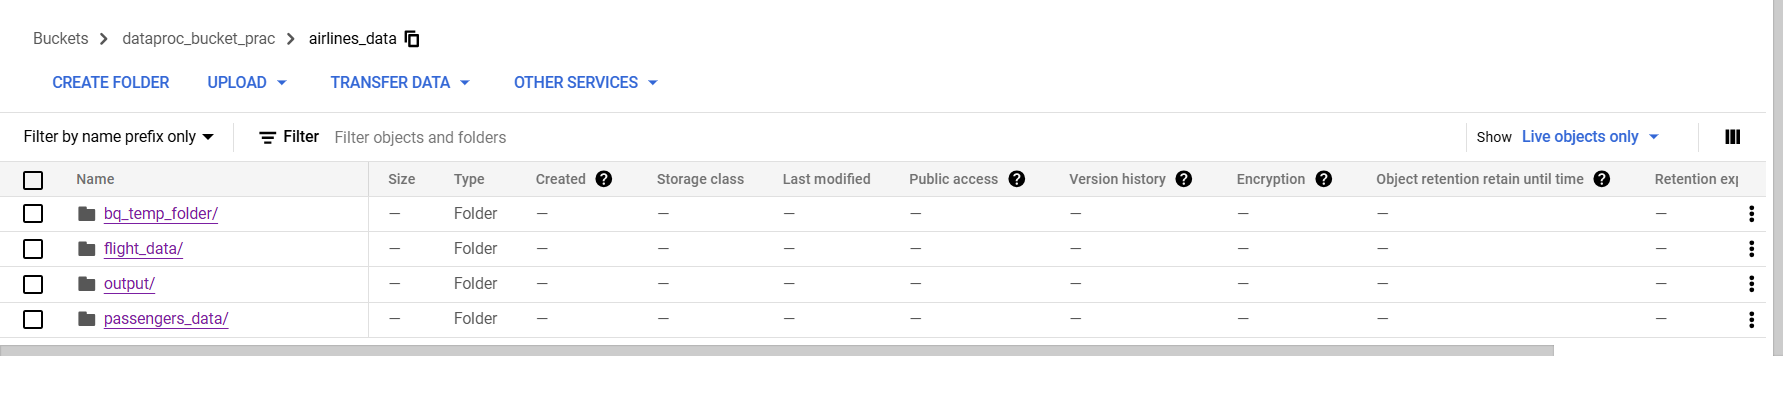 Buckets > dataproc_bucket_prac > airlines_data
CREATE FOLDER UPLOAD TRANSFER DATA OTHER SERVICES
Filter by name prefix only Filter Filter objects and folders Show Live objects only
Name Size Type Created Storage class Last modified Public access Version history Encryption Object retention retain until time Retention
bq_temp_folder/ — Folder — — — — — — — —
flight_data/ — Folder — — — — — — — —
output/ — Folder — — — — — — — —
passengers_data/ — Folder — — — — — — — —